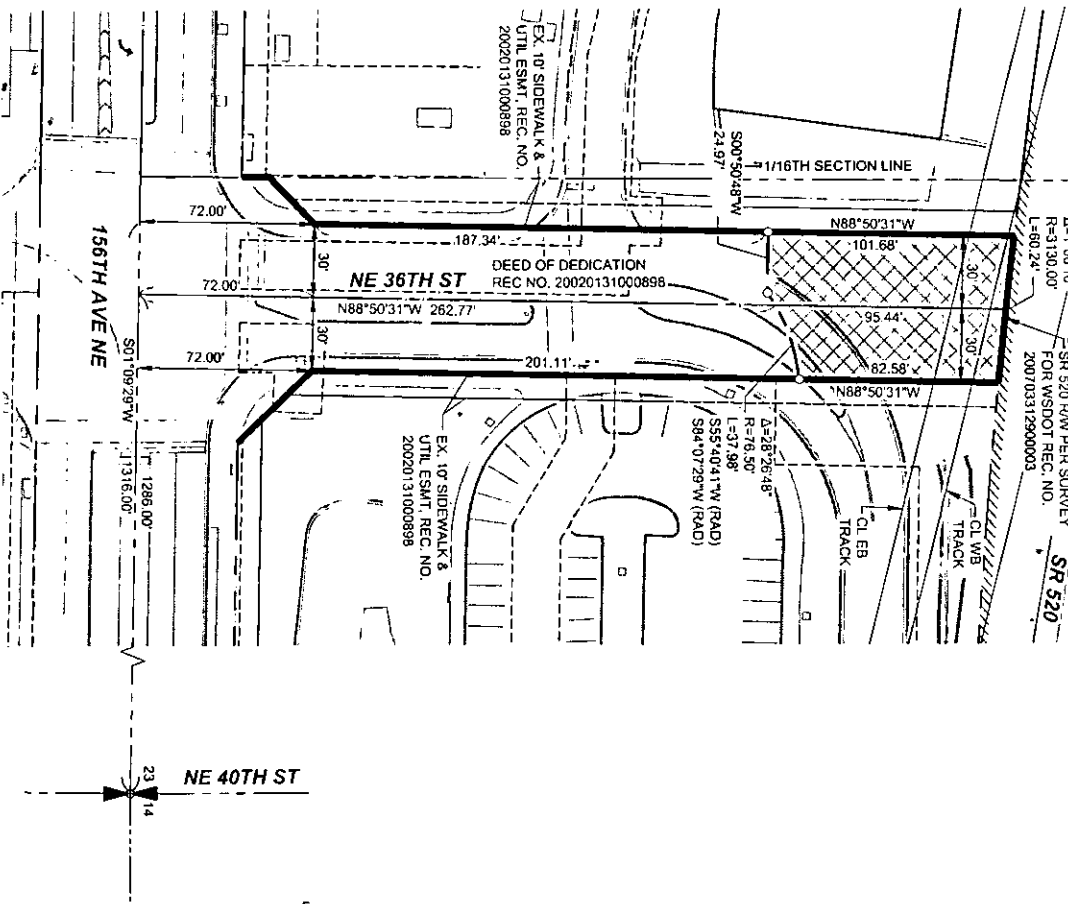 EX. 10' SIDEWALK &
UTIL ESMT, REC. NO.
20020131000898
S00°50'48"W
24.97'
1/16TH SECTION LINE
R=3130.00'
L=60.24'
SR 520 R/W PER SURVEY
FOR WSDOT REC. NO.
20070331290003
SR 520
72.00'
187.34'
N88°50'31"W
101.68'
30'
30'
DEED OF DEDICATION
REC NO. 20020131000898
NE 36TH ST
72.00'
N88°50'31"W 262.77'
95.44'
30'
30'
156TH AVE NE
72.00'
201.11'
82.58'
N88°50'31"W
S01°09'29"W
EX. 10' SIDEWALK &
UTIL ESMT, REC. NO.
20020131000898
Δ=28°26'48"
R=76.50'
L=37.98'
S55°40'41"W (RAD)
S84°07'29"W (RAD)
CL EB
TRACK
CL WB
TRACK
1286.00'
1316.00'
23
14
NE 40TH ST